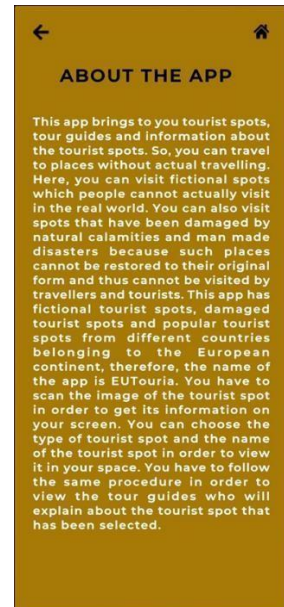 ABOUT THE APP
This app brings to you tourist spots,
tour guides and information about
the tourist spots. So, you can travel
to places without actual travelling.
Here, you can visit fictional spots
which people cannot actually visit
in the real world. You can also visit
spots that have been damaged by
natural calamities and man made
disasters because such places
cannot be restored to their original
form and thus cannot be visited by
travellers and tourists. This app has
fictional tourist spots, damaged
tourist spots and popular tourist
spots from different countries
belonging to the European
continent, therefore, the name of
the app is EUTouria. You have to
scan the image of the tourist spot
in order to get its information on
your screen. You can choose the
type of tourist spot and the name
of the tourist spot in order to view
it in your space. You have to follow
the same procedure in order to
view the tour guides who will
explain about the tourist spot that
has been selected.